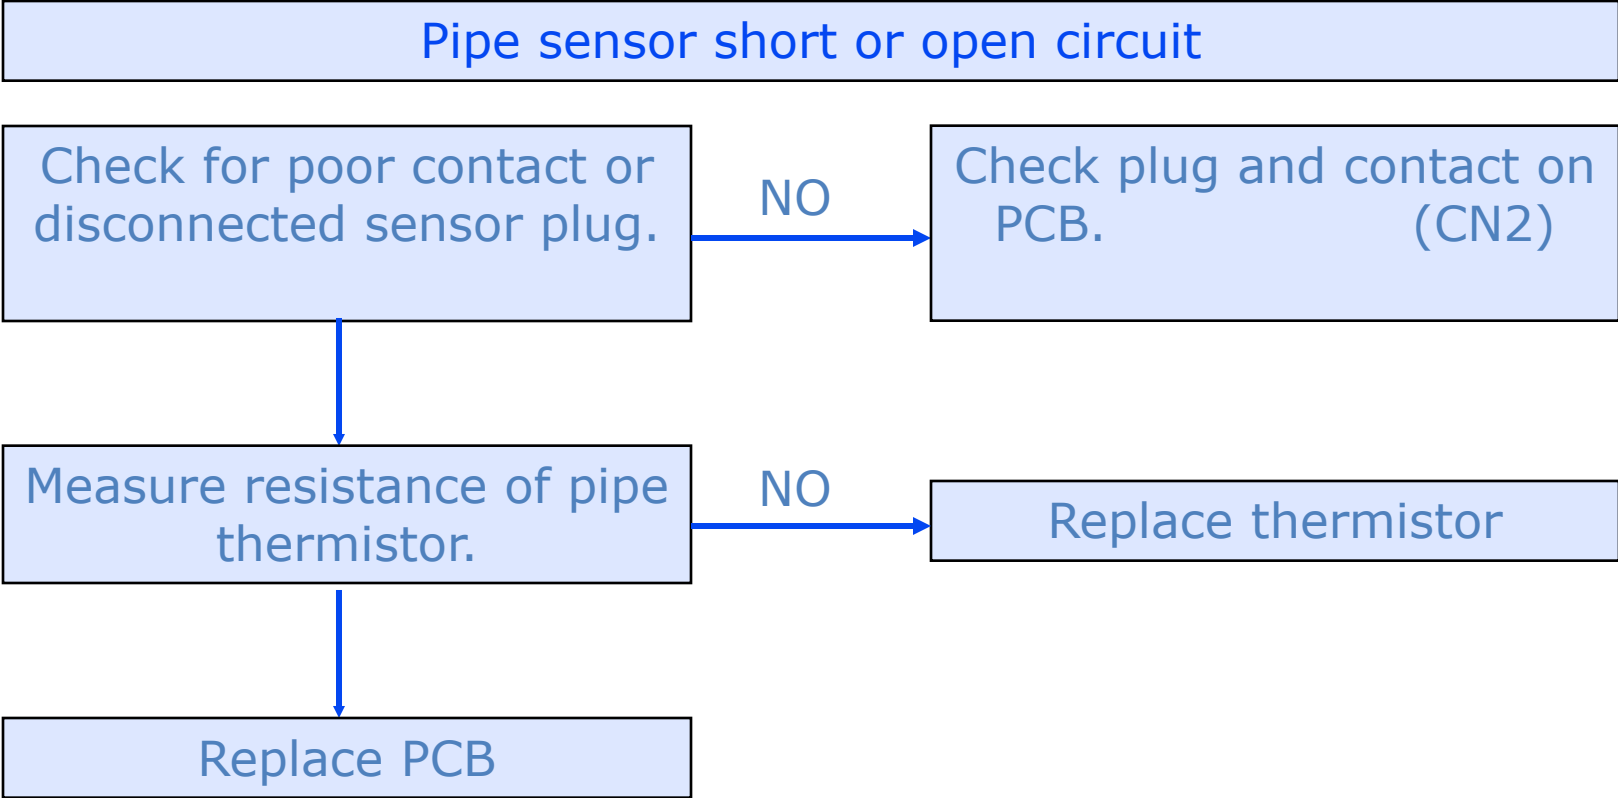 Pipe sensor short or open circuit
Check for poor contact or
disconnected sensor plug.
NO
Check plug and contact on
PCB. (CN2)
Measure resistance of pipe
thermistor.
NO
Replace thermistor
Replace PCB